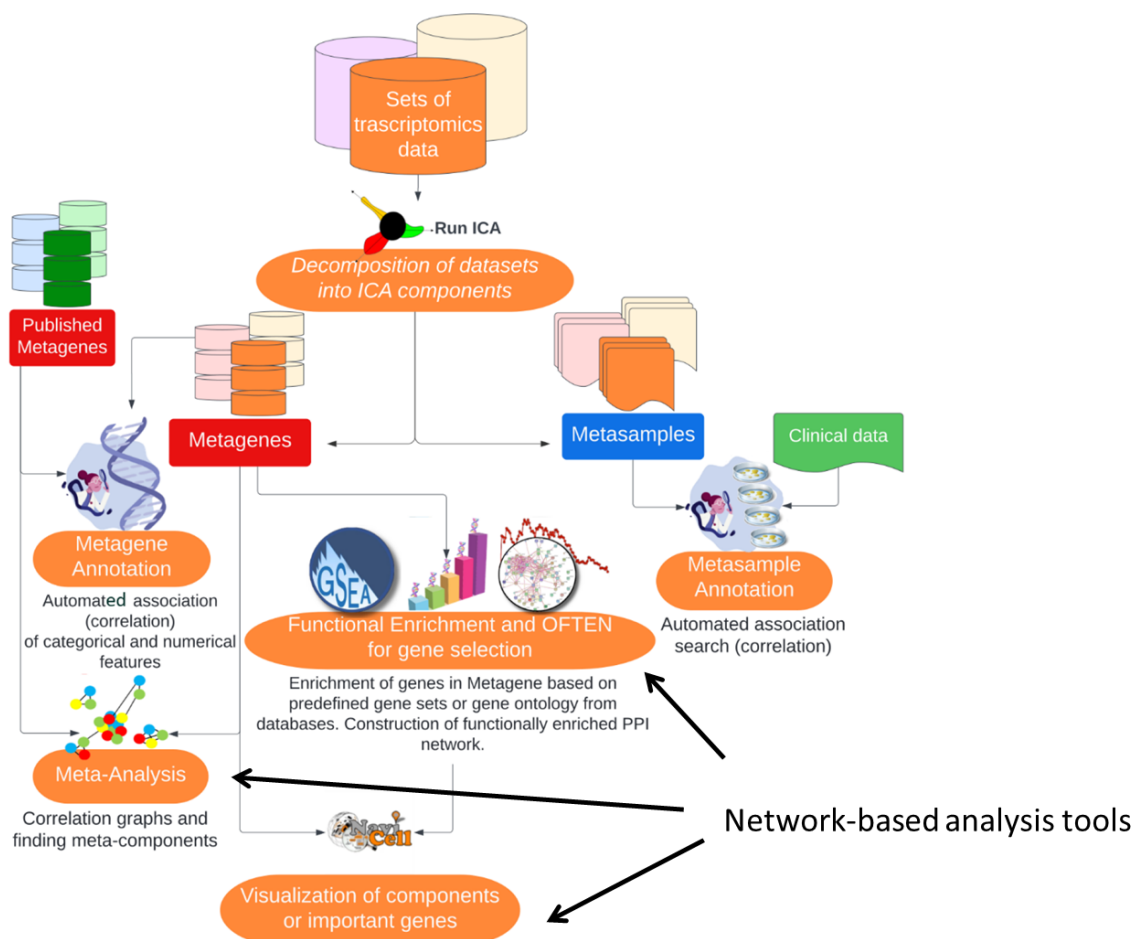 Sets of
trascriptomics
data
Run ICA
Decomposition of datasets
into ICA components
Published
Metagenes
Metagenes
Metasamples
Clinical data
Metagene
Annotation
Automated association
(correlation)
of categorical and numerical
features
GSEA
Functional Enrichment and OFTEN
for gene selection
Enrichment of genes in Metagene based on
predefined gene sets or gene ontology from
databases. Construction of functionally enriched PPI
network.
Metasample
Annotation
Automated association
search (correlation)
Meta-Analysis
Correlation graphs and
finding meta-components
Navi
Cell
Network-based analysis tools
Visualization of components
or important genes